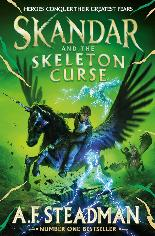 HEROES CONQUER THEIR GREATEST FEARS
SKANDAR
AND THE
SKELETON
CURSE
A.F. STEADMAN
NUMBER ONE BESTSELLER